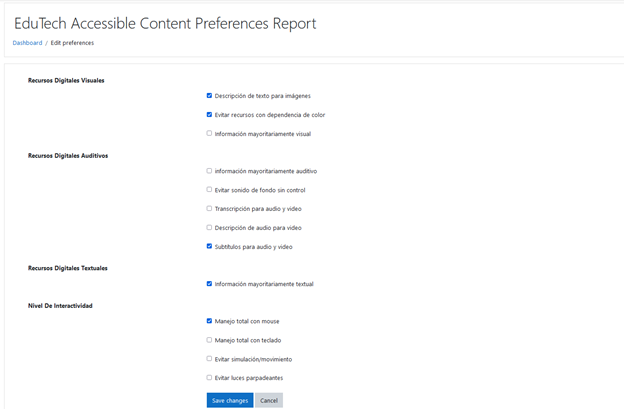 EduTech Accessible Content Preferences Report
Dashboard / Edit preferences
Recursos Digitales Visuales
Descripción de texto para imágenes
Evitar recursos con dependencia de color
Información mayoritariamente visual
Recursos Digitales Auditivos
información mayoritariamente auditivo
Evitar sonido de fondo sin control
Transcripción para audio y video
Descripción de audio para video
Subtítulos para audio y video
Recursos Digitales Textuales
Información mayoritariamente textual
Nivel De Interactividad
Manejo total con mouse
Manejo total con teclado
Evitar simulación/movimiento
Evitar luces parpadeantes
Save changes Cancel